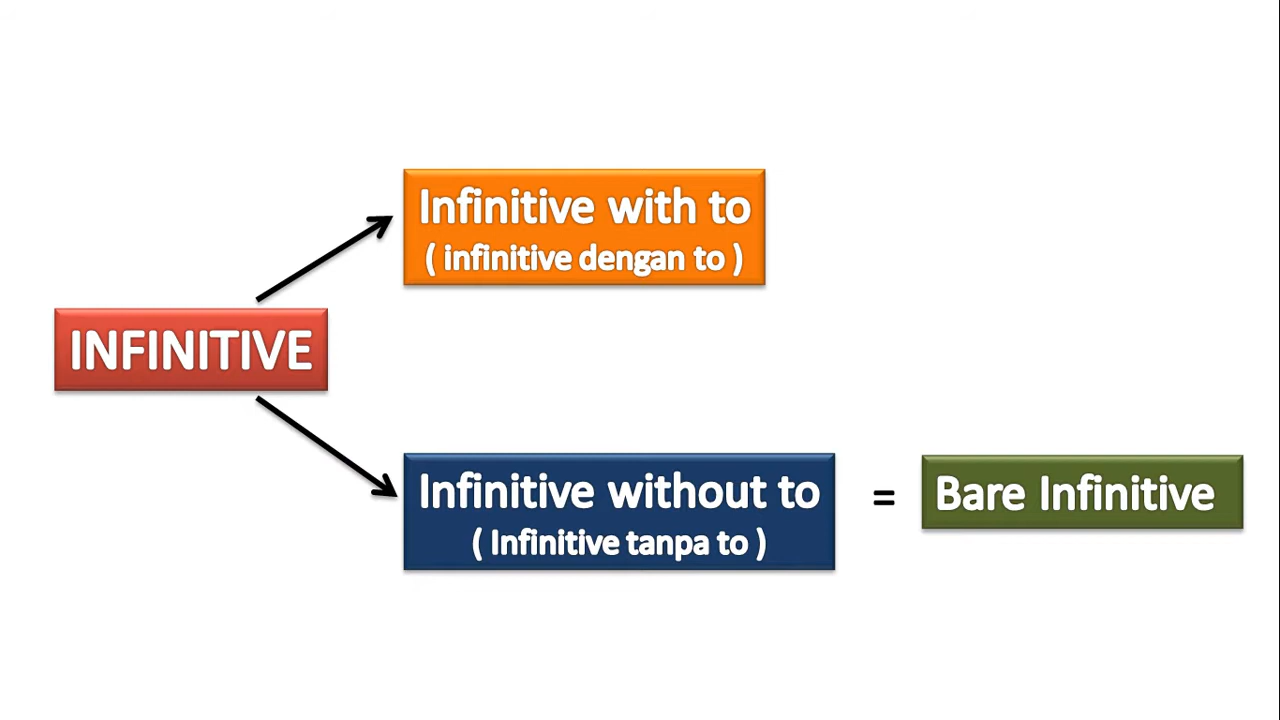 Infinitive with to
( infinitive dengan to )
INFINITIVE
Infinitive without to
( Infinitive tanpa to )
= Bare Infinitive